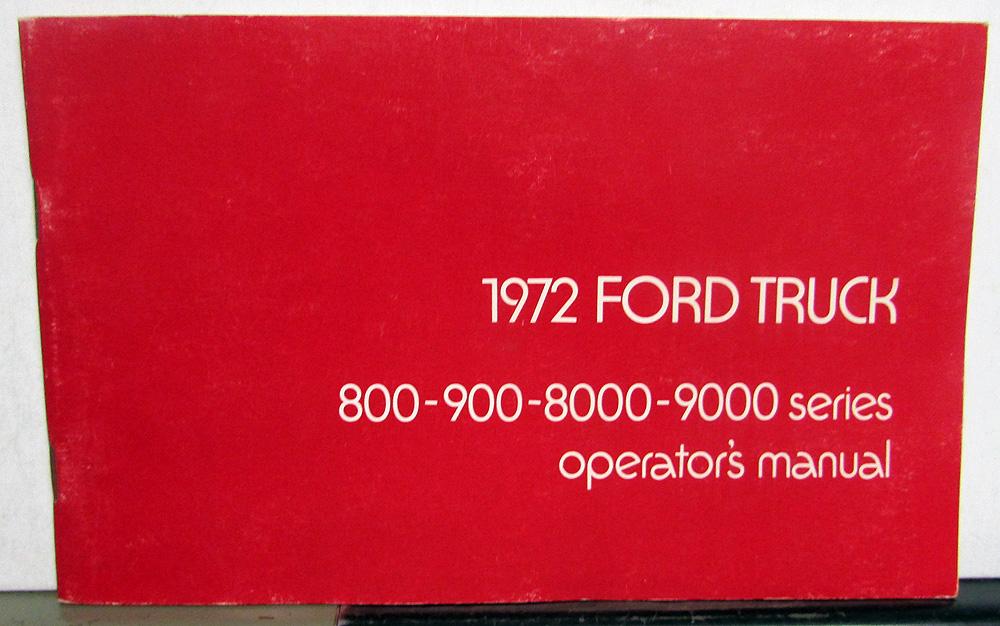 1972 FORD TRUCK
800-900-8000-9000 series
operator's manual